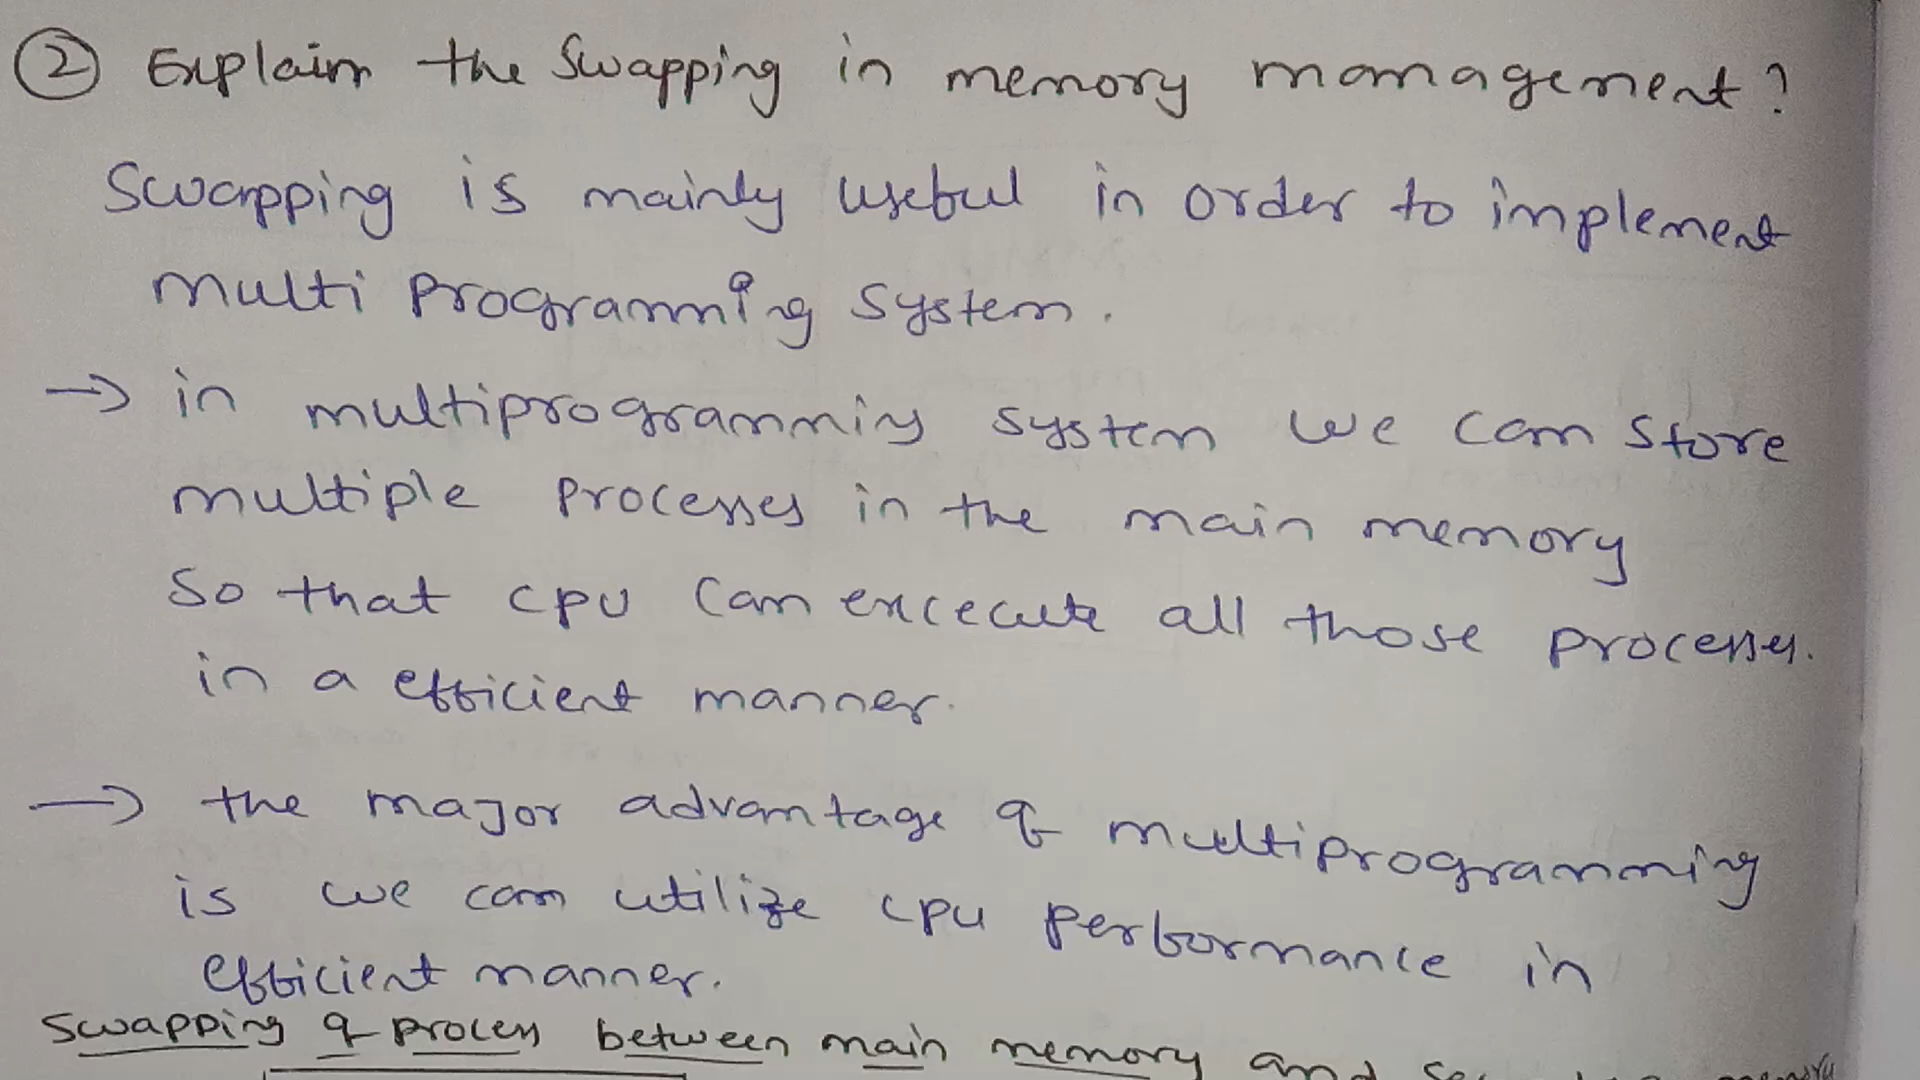 ② Explain the Swapping in memory management?
Swapping is mainly useful in order to implement
multi programming system.
→ in multiprogramming system we can store
multiple processes in the main memory
so that cpu can excecute all those processes.
in a efficient manner.
→ the major advantage of multiprogramming
is we can utilize cpu performance in
efficient manner.
swapping of process between main memory and